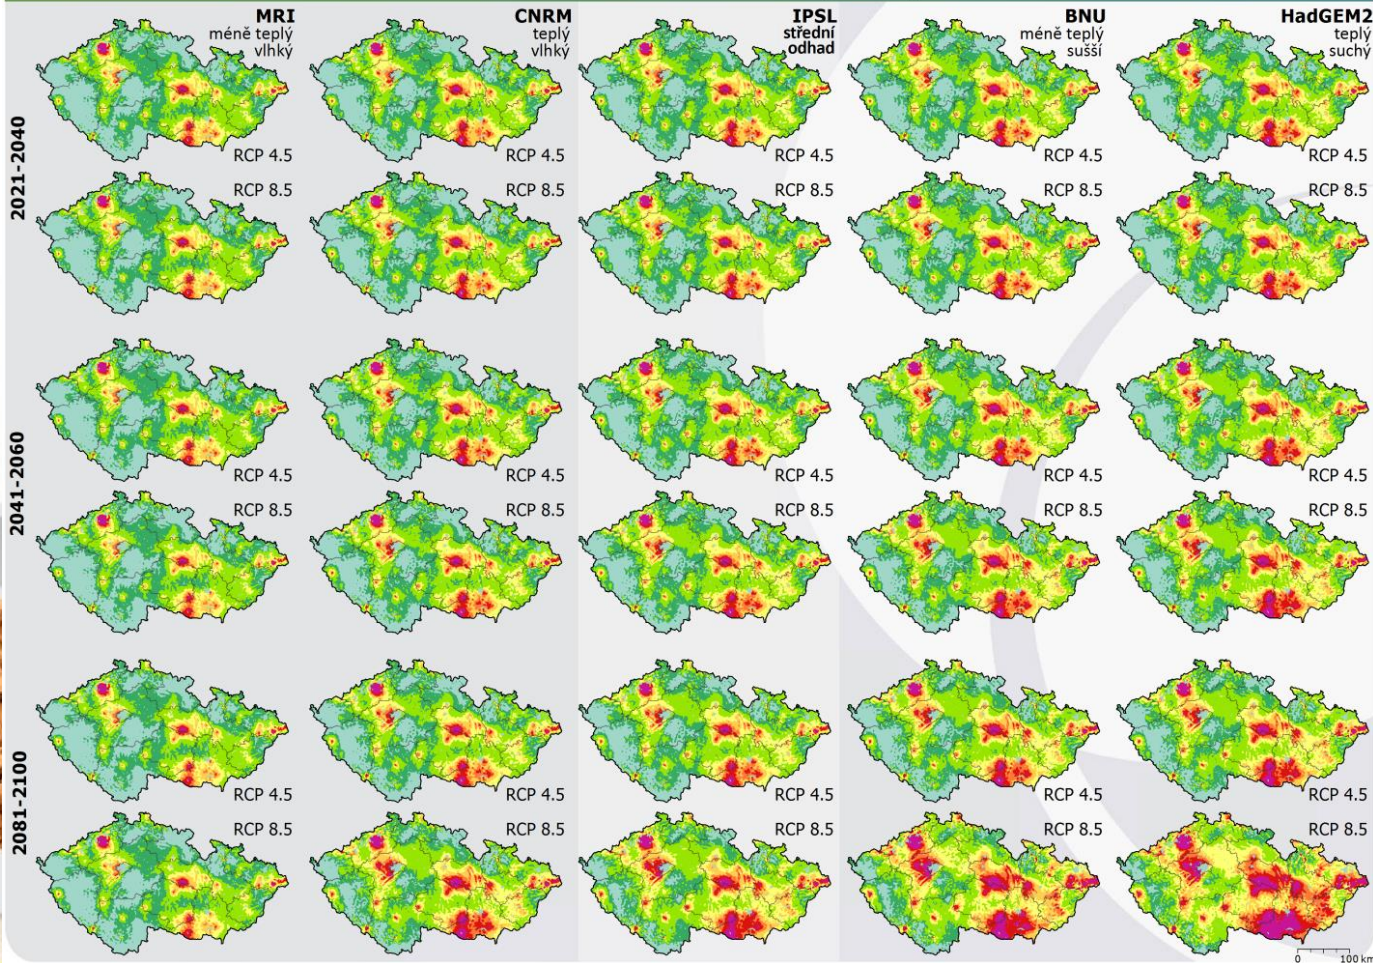 MRI
méně teplý
vlhký
CNRM
teplý
vlhký
IPSL
střední
odhad
BNU
méně teplý
sušší
HadGEM2
teplý
suchý
2021-2040
RCP 4.5
RCP 4.5
RCP 4.5
RCP 4.5
RCP 4.5
RCP 8.5
RCP 8.5
RCP 8.5
RCP 8.5
RCP 8.5
2041-2060
RCP 4.5
RCP 4.5
RCP 4.5
RCP 4.5
RCP 4.5
RCP 8.5
RCP 8.5
RCP 8.5
RCP 8.5
RCP 8.5
2081-2100
RCP 4.5
RCP 4.5
RCP 4.5
RCP 4.5
RCP 4.5
RCP 8.5
RCP 8.5
RCP 8.5
RCP 8.5
RCP 8.5
0 100 km